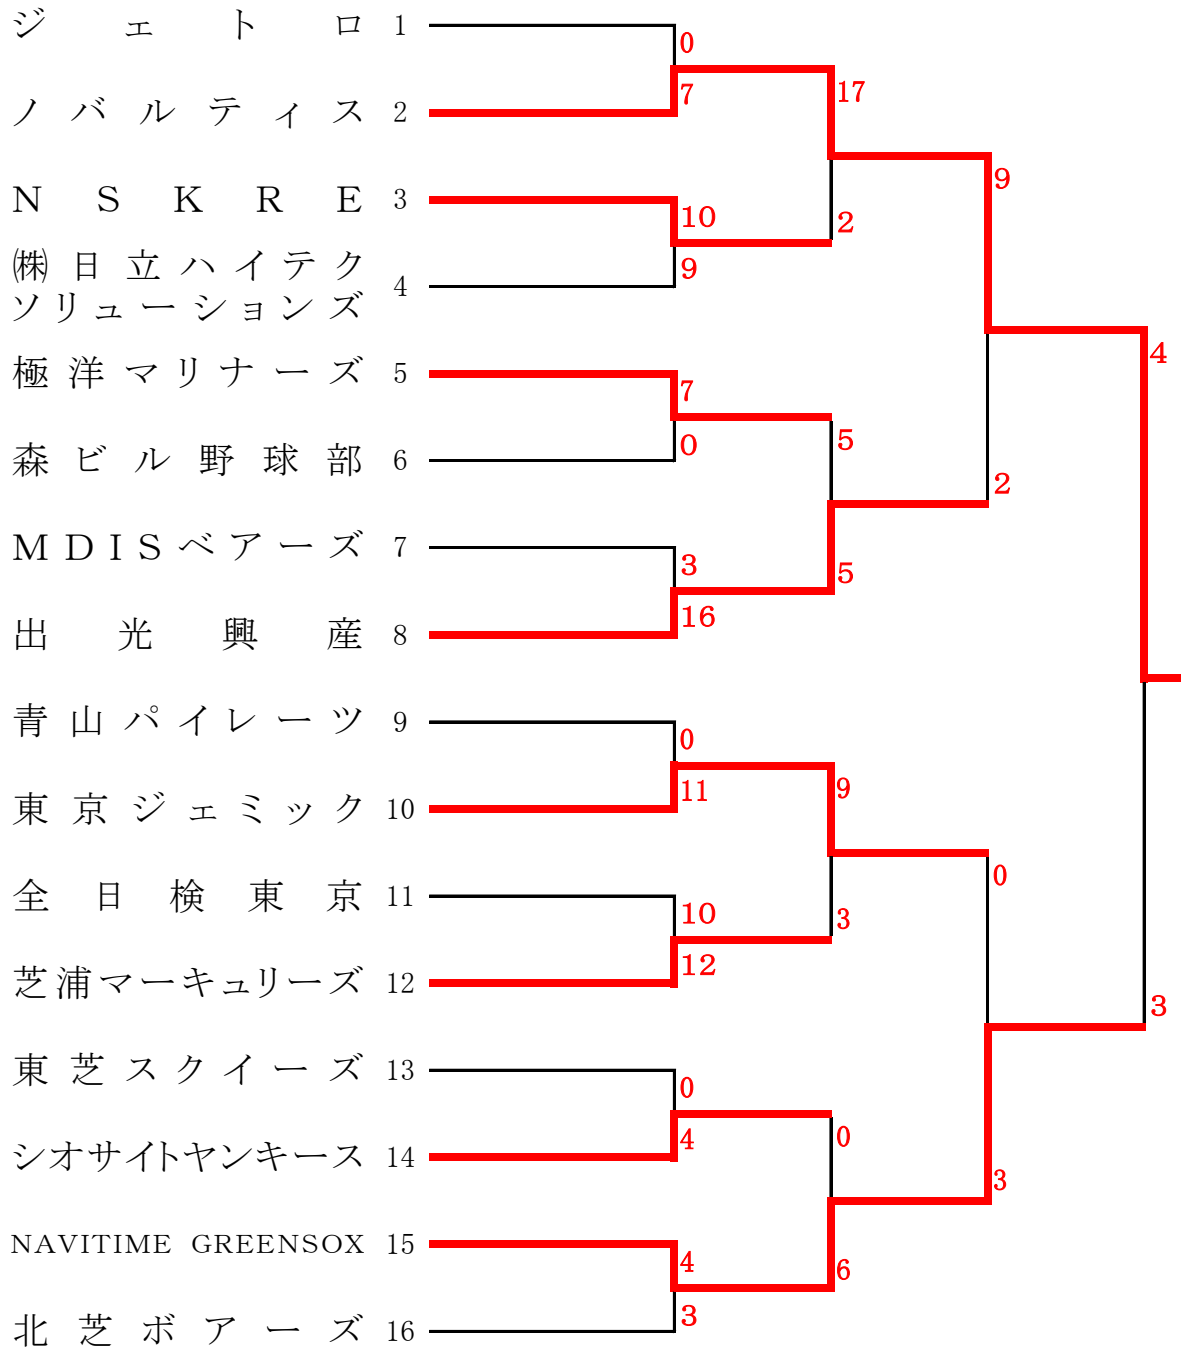 ジェトロ 1
0
ノバルティス 2
7
17
NSKRE 3
10
2
9
㈱日立ハイテク
ソリューションズ 4
9
極洋マリナーズ 5
7
5
4
森ビル野球部 6
0
2
MDISベアーズ 7
3
5
出光興産 8
16
青山パイレーツ 9
0
東京ジェミック 10
11
9
全日検東京 11
10
3
0
芝浦マーキュリーズ 12
12
3
東芝スクイーズ 13
0
シオサイトヤンキース 14
4
0
3
NAVITIME GREENSOX 15
4
6
北芝ボアーズ 16
3